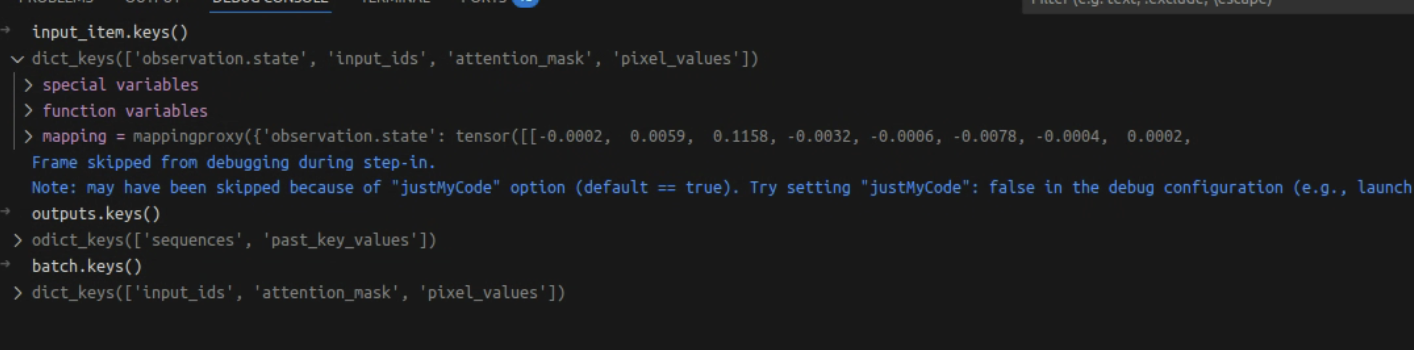 PROBLEMS OUTPUT DEBUG CONSOLE TERMINAL PORTS
Filter (e.g. text, !exclude, \escape)
input_item.keys()
dict_keys(['observation.state', 'input_ids', 'attention_mask', 'pixel_values'])
special variables
function variables
mapping = mappingproxy({'observation.state': tensor([[-0.0002, 0.0059, 0.1158, -0.0032, -0.0006, -0.0078, -0.0004, 0.0002,
Frame skipped from debugging during step-in.
Note: may have been skipped because of "justMyCode" option (default == true). Try setting "justMyCode": false in the debug configuration (e.g., launch
outputs.keys()
odict_keys(['sequences', 'past_key_values'])
batch.keys()
dict_keys(['input_ids', 'attention_mask', 'pixel_values'])